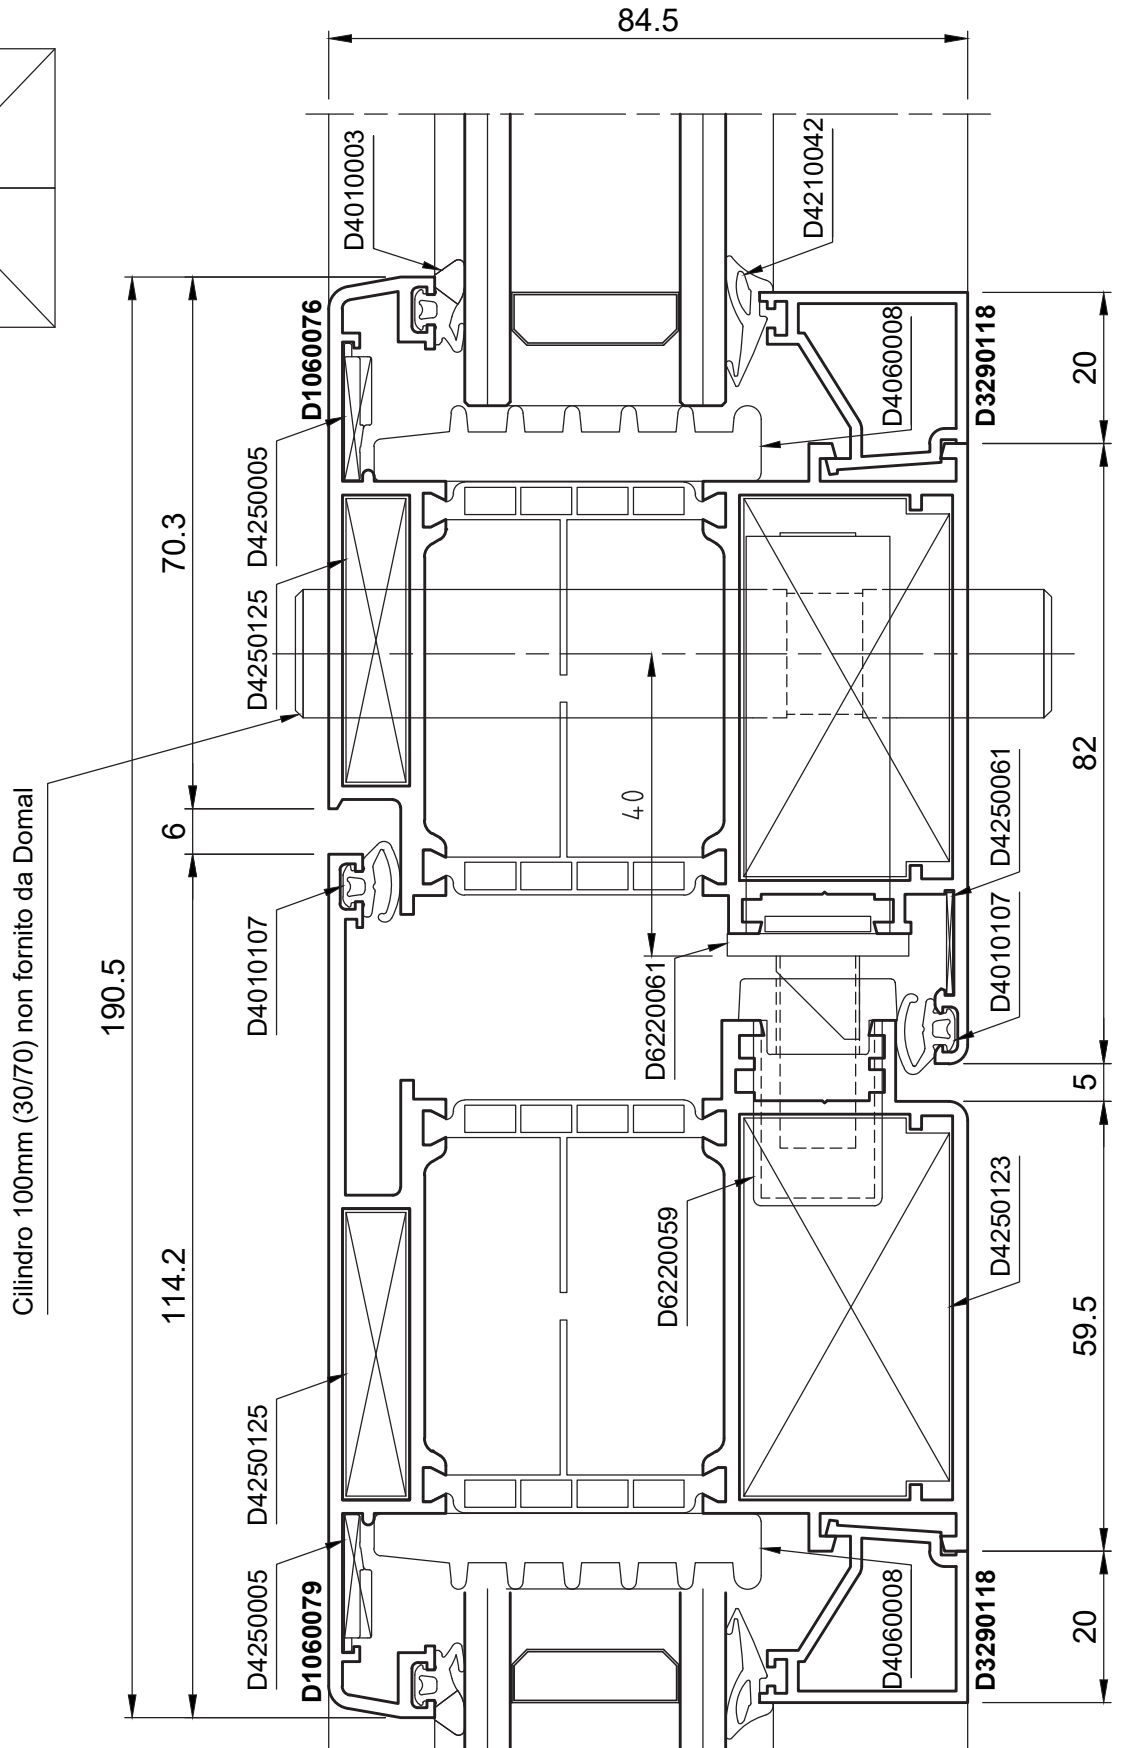 84.5
D4010003
D4210042
D1060076
D4060008
D3290118
20
D4250005
70.3
D4250125
82
40
6
D4250061
Cilindro 100mm (30/70) non fornito da Domal
D4010107
D4010107
190.5
D6220061
5
D4250123
D6220059
114.2
59.5
D4250125
D4250005
D1060079
D4060008
D3290118
20